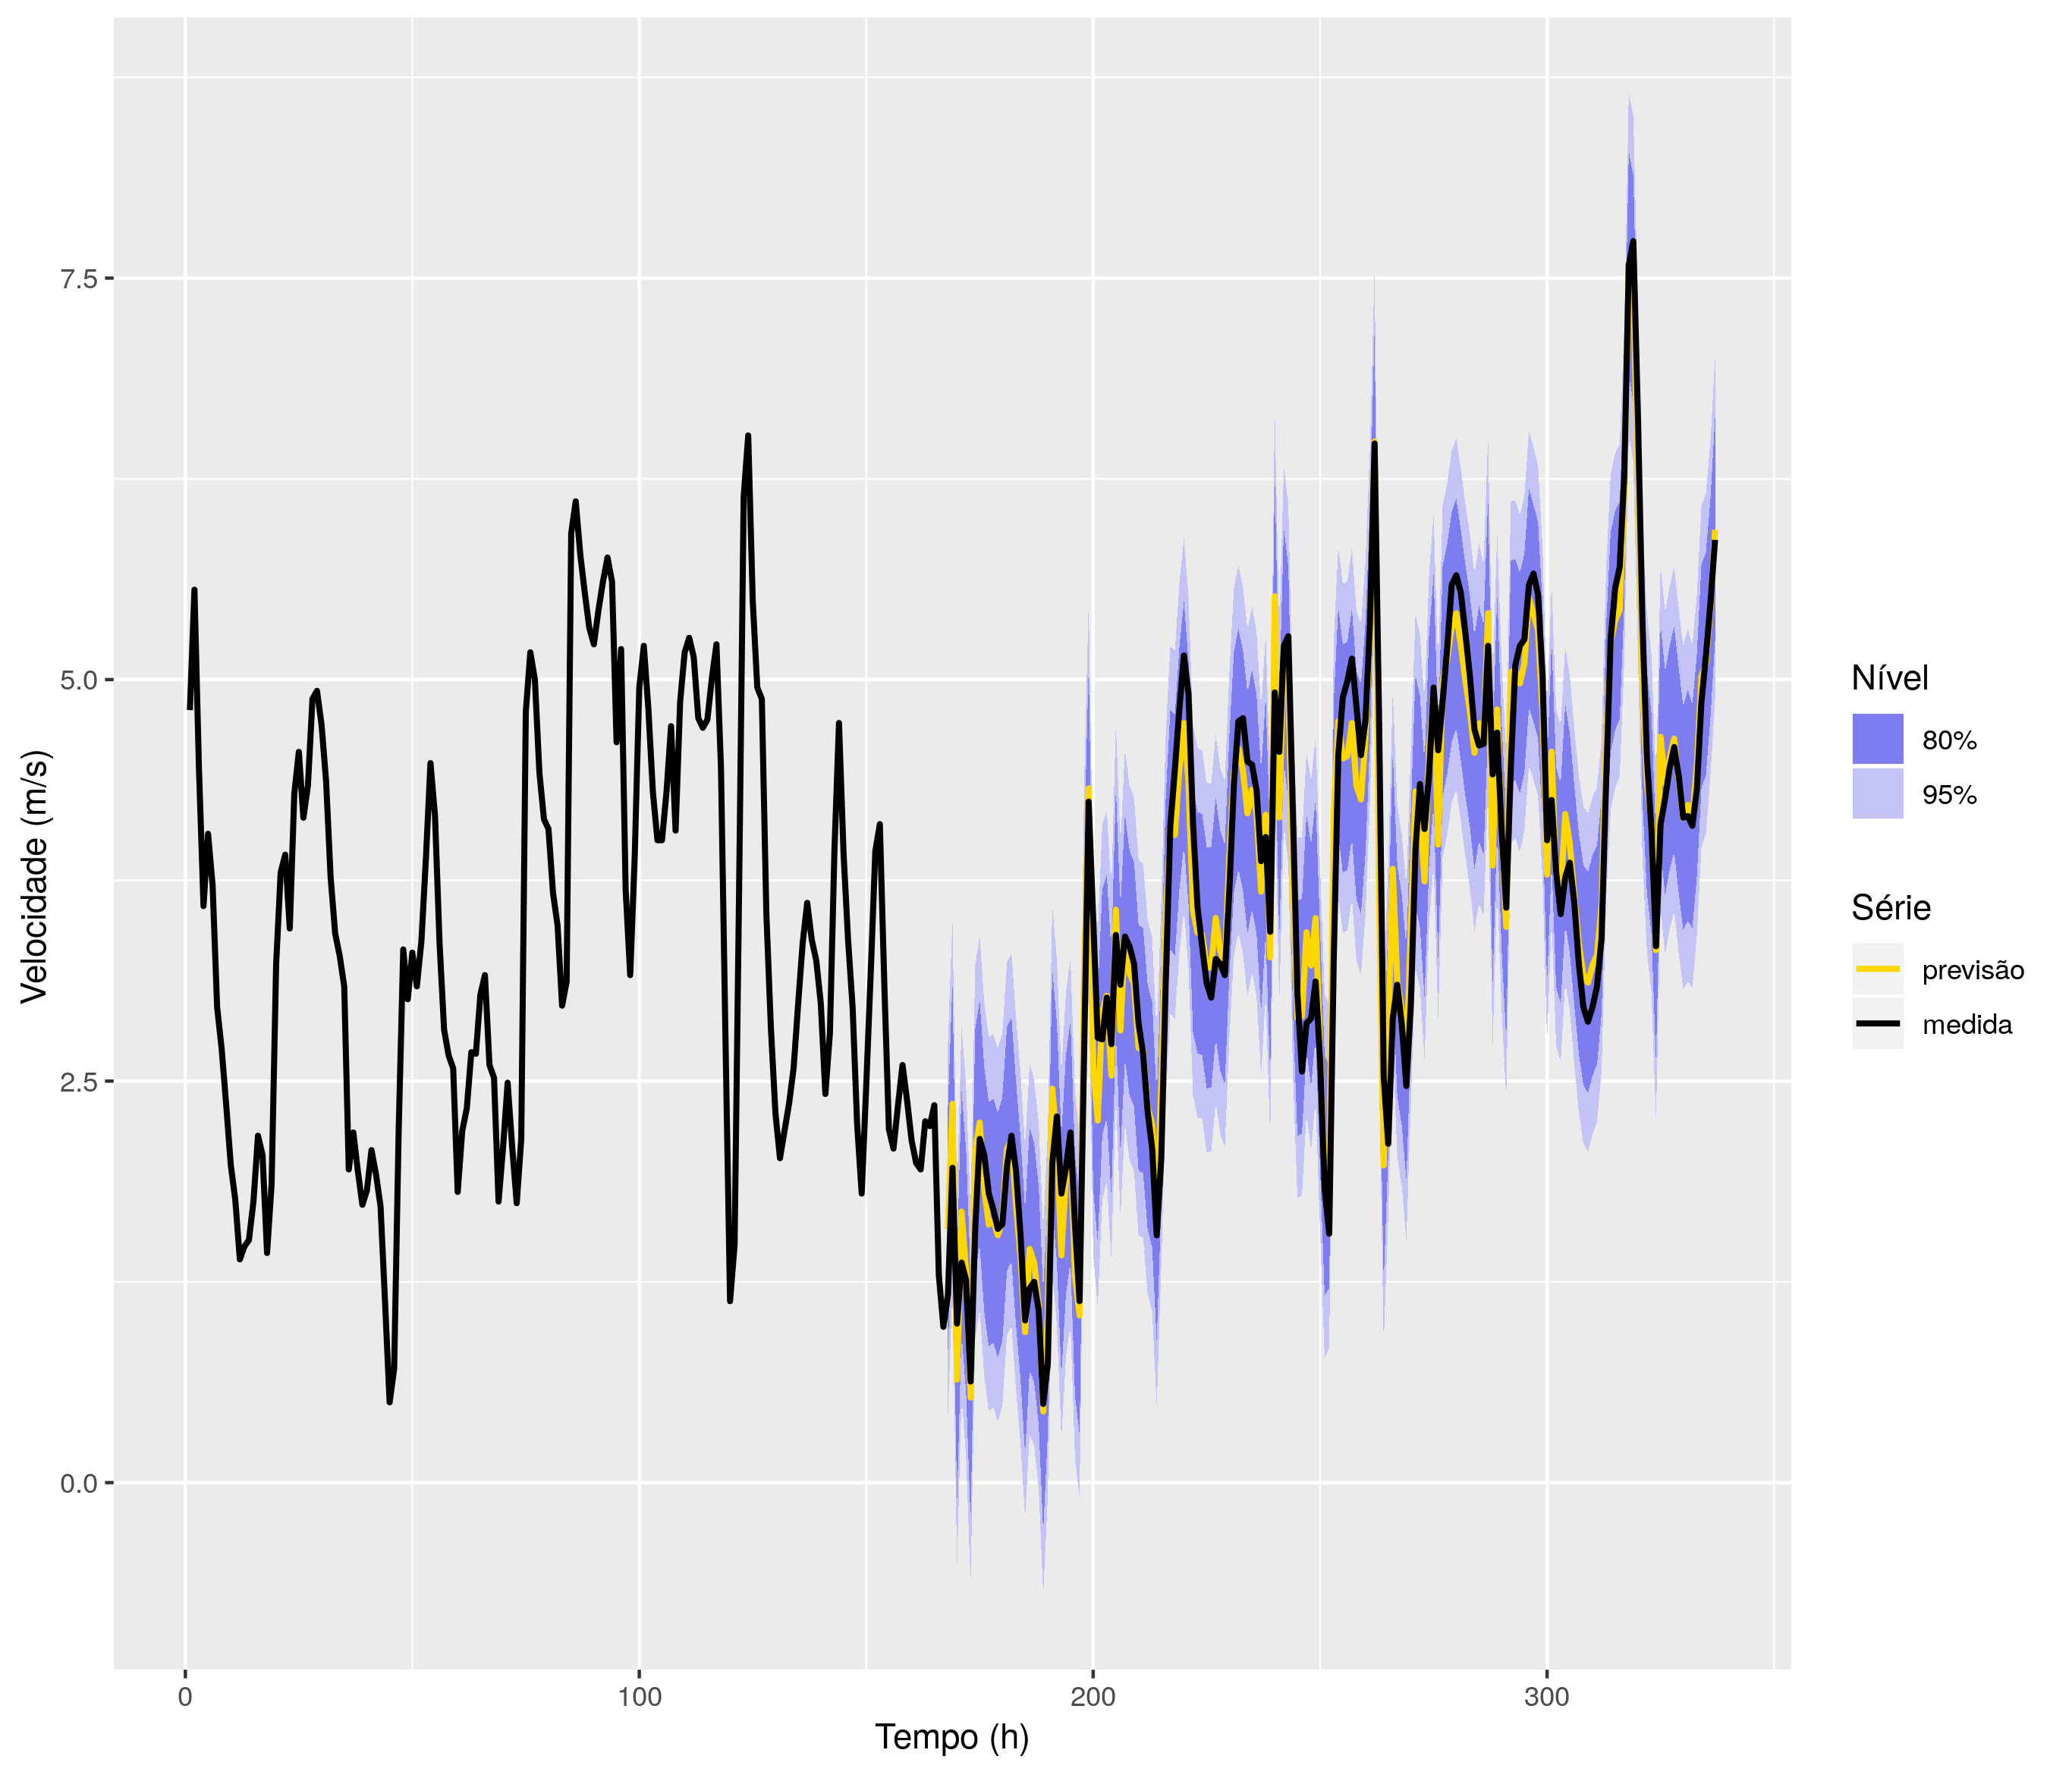 7.5
5.0
2.5
0.0
0
100
200
300
Tempo (h)
Velocidade (m/s)
Nível
80%
95%
Série
previsão
medida